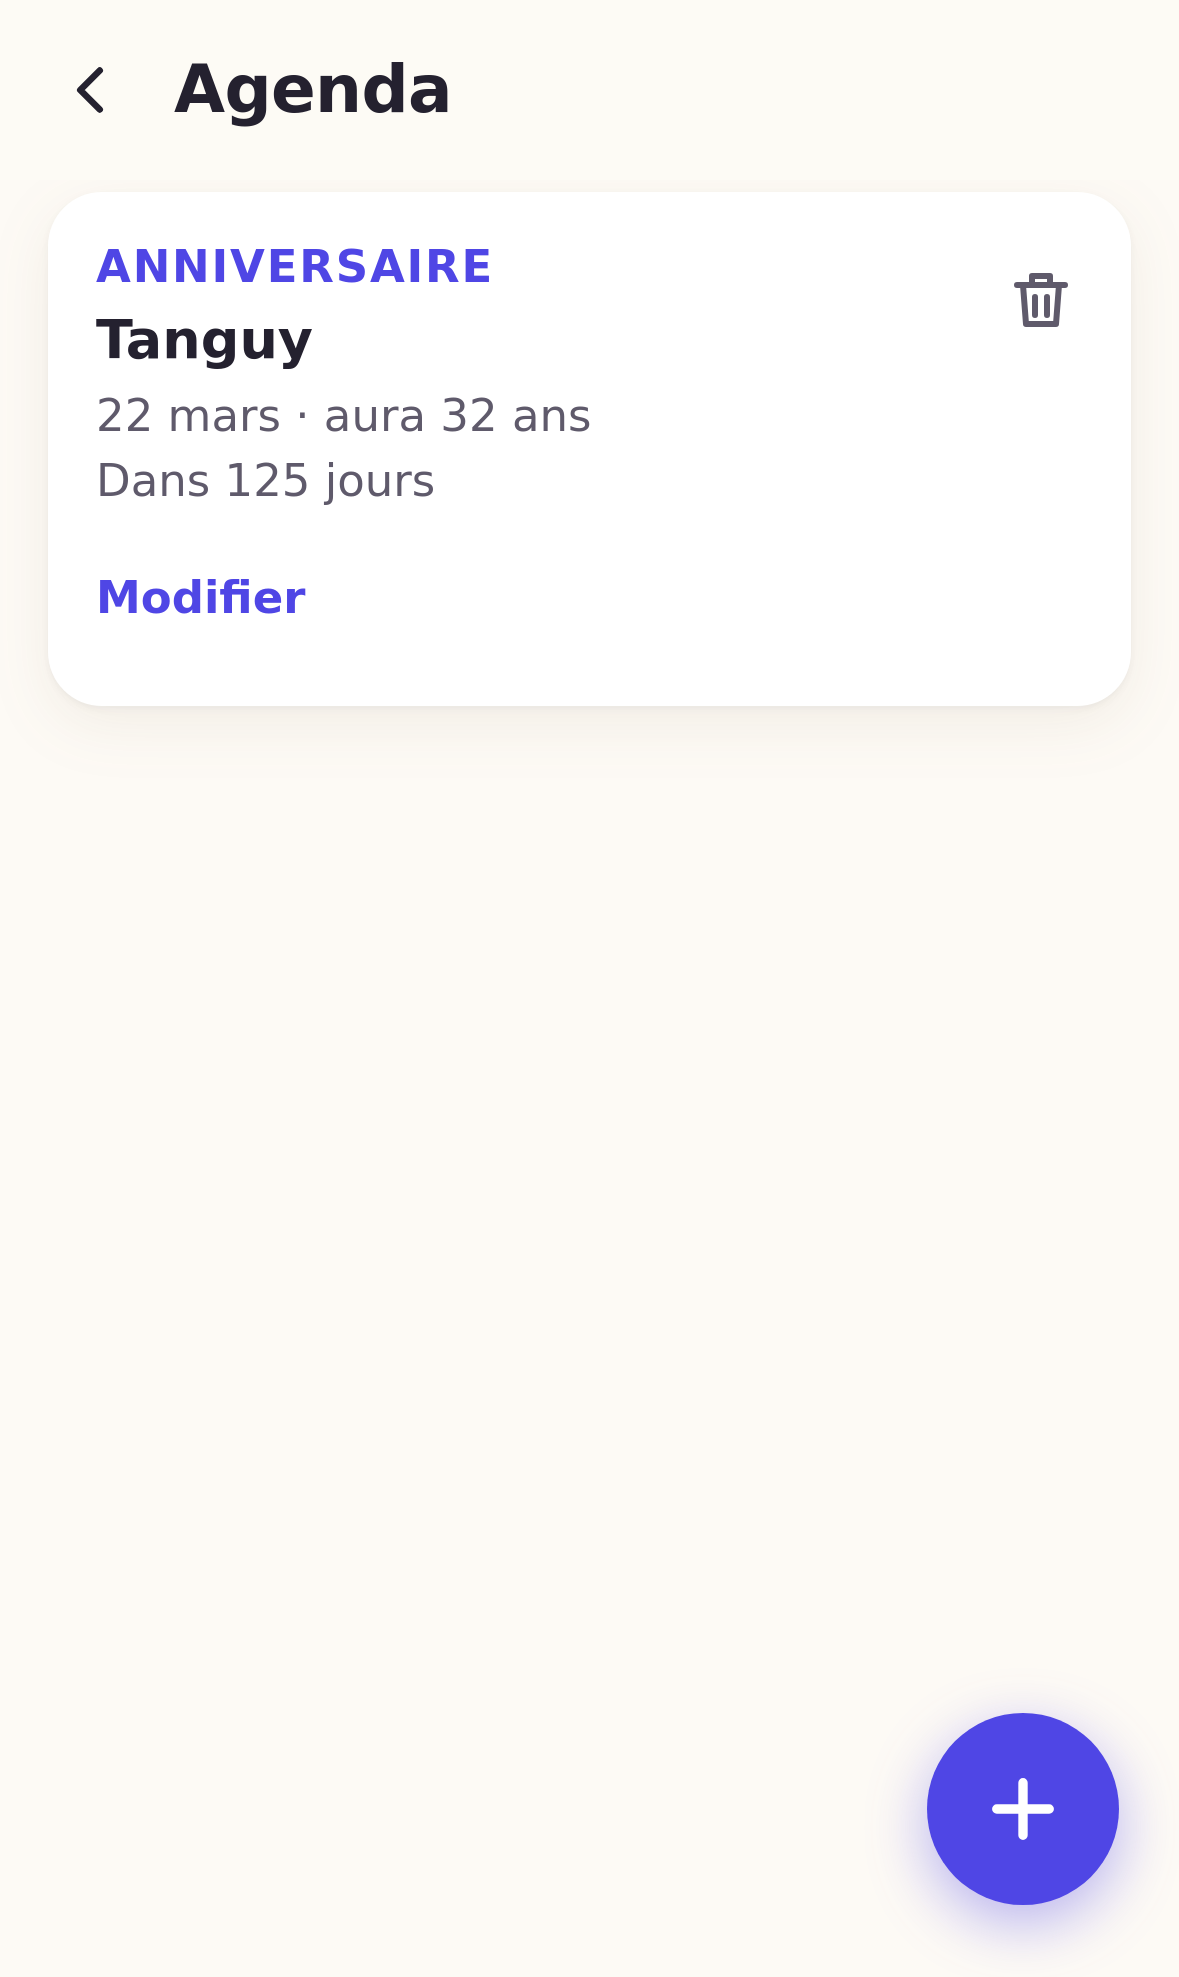 Agenda
ANNIVERSAIRE
Tanguy
22 mars · aura 32 ans
Dans 125 jours
Modifier